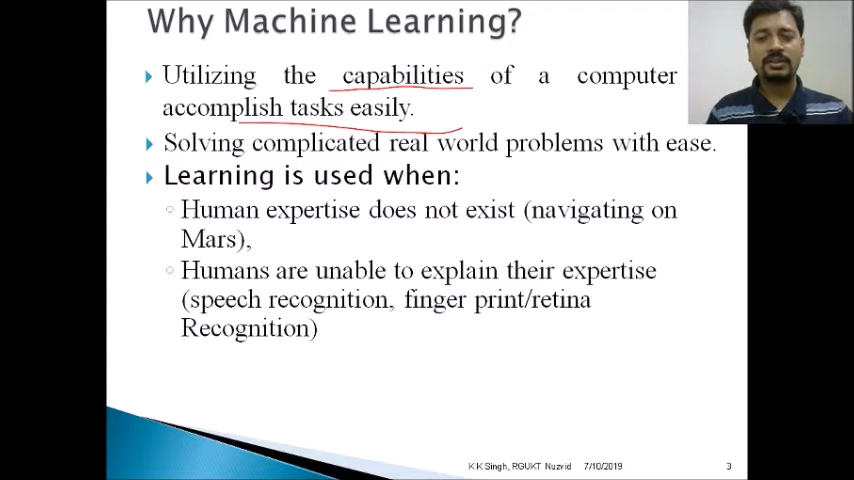 Why Machine Learning?
Utilizing the capabilities of a computer
accomplish tasks easily.
Solving complicated real world problems with ease.
Learning is used when:
Human expertise does not exist (navigating on
Mars),
Humans are unable to explain their expertise
(speech recognition, finger print/retina
Recognition)
K K Singh, RGUKT Nuzvid 7/10/2019 3